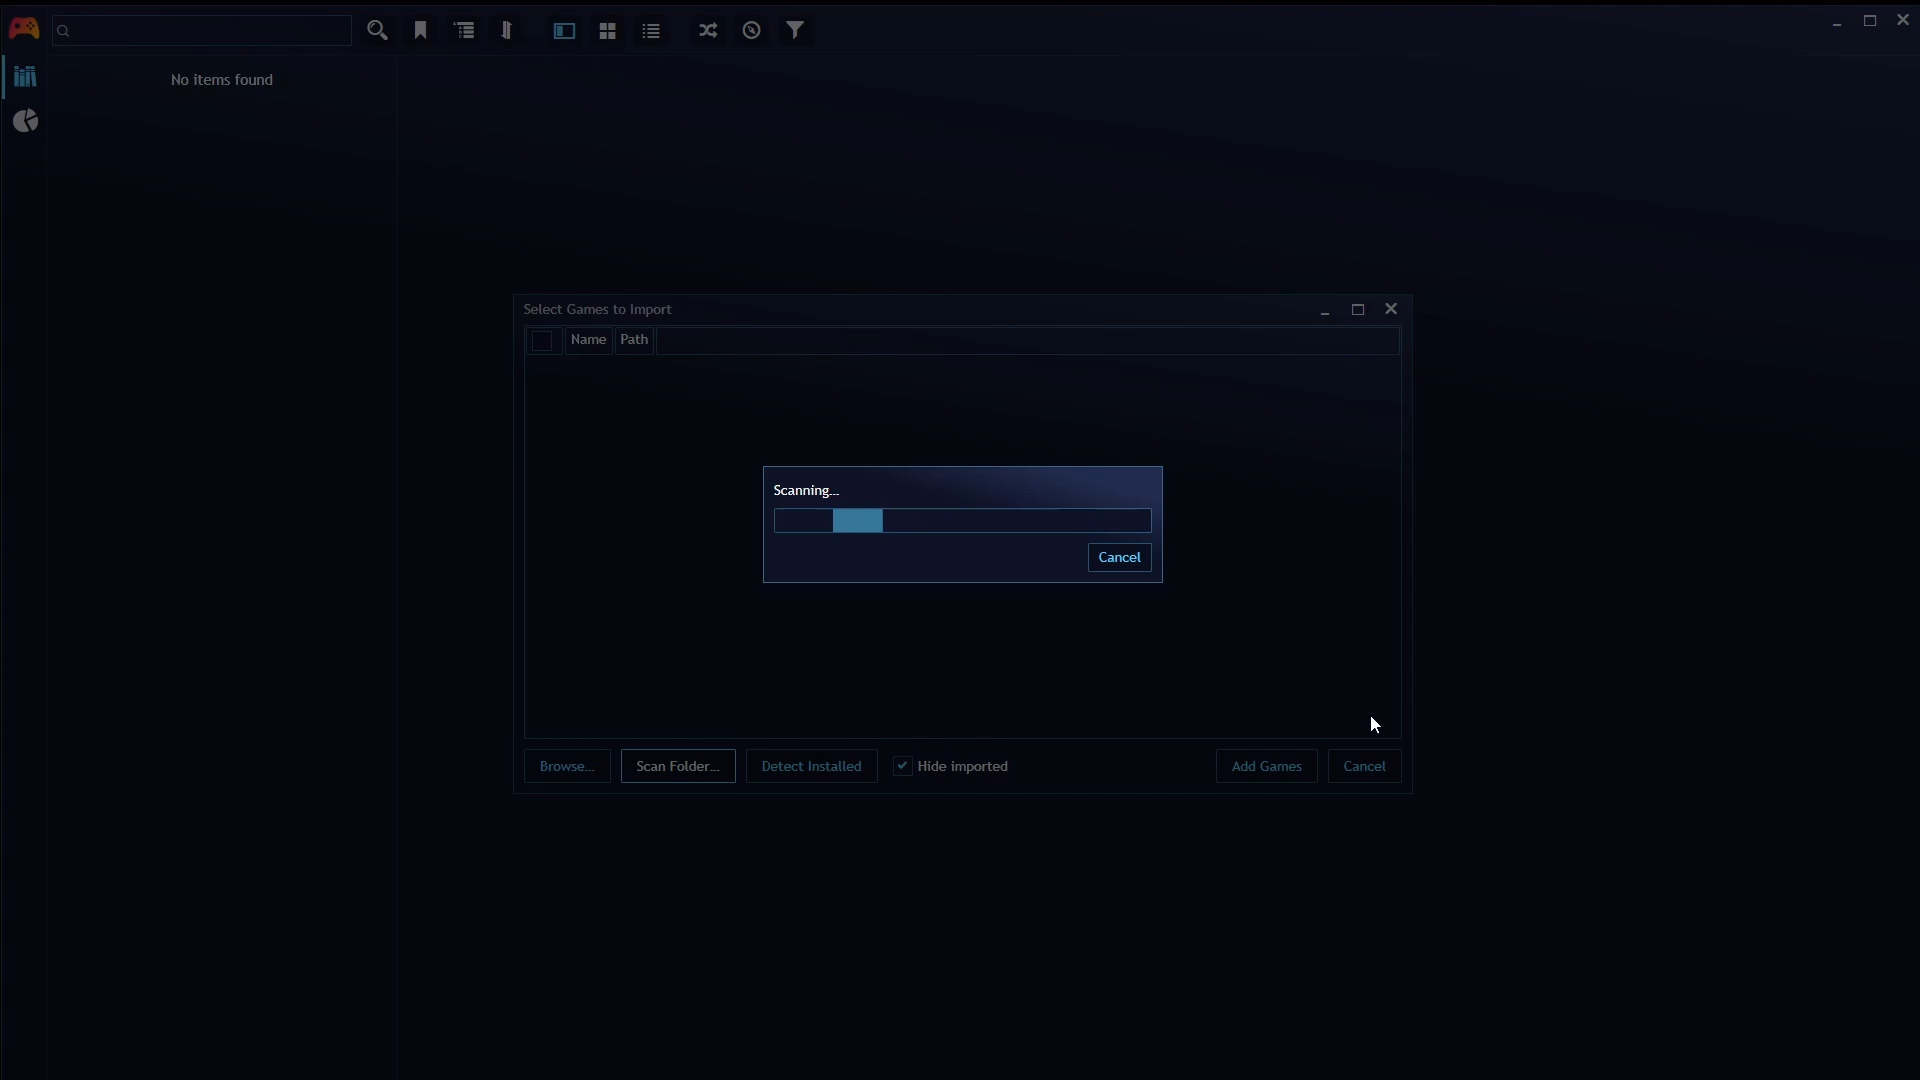 No items found
Select Games to Import
Name Path
Scanning...
Cancel
Browse... Scan Folder... Detect Installed Hide imported Add Games Cancel